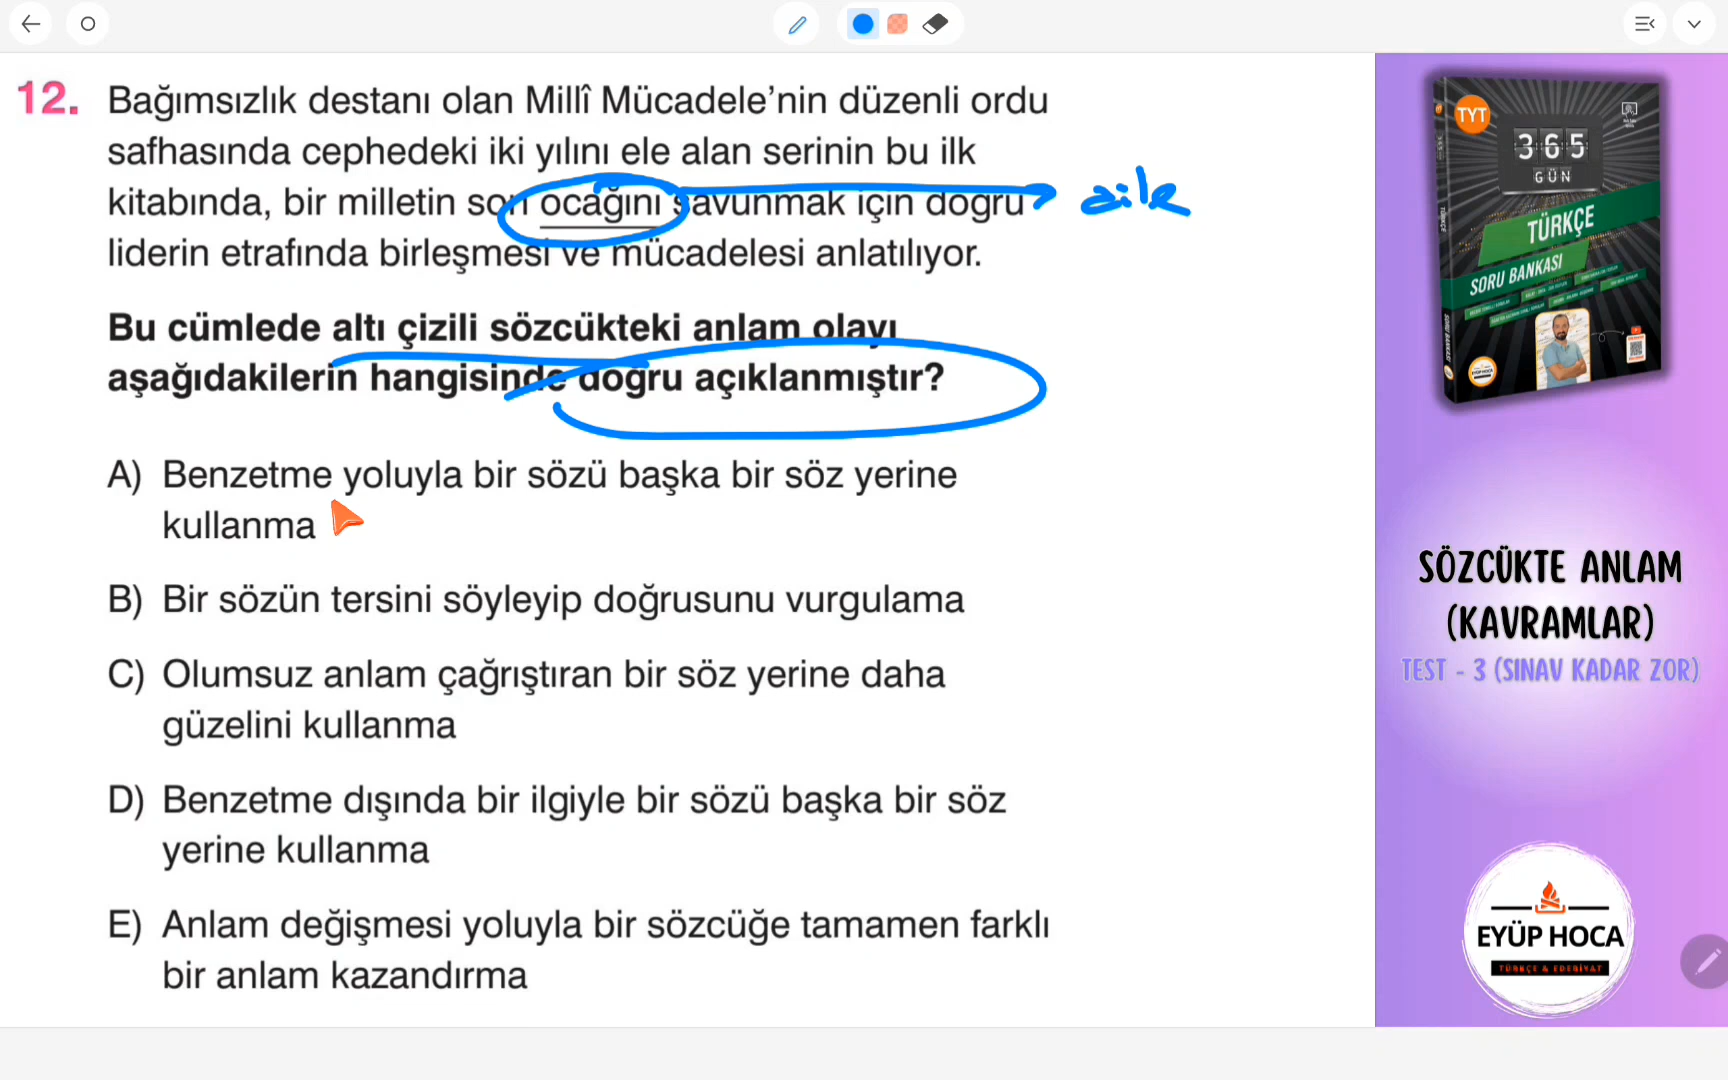 12. Bağımsızlık destanı olan Millî Mücadele’nin düzenli ordu
safhasında cephedeki iki yılını ele alan serinin bu ilk
kitabında, bir milletin son ocağını savunmak için doğru
liderin etrafında birleşmesi ve mücadelesi anlatılıyor.
aile
Bu cümlede altı çizili sözcükteki anlam olayı
aşağıdakilerin hangisinde doğru açıklanmıştır?
A) Benzetme yoluyla bir sözü başka bir söz yerine
kullanma
B) Bir sözün tersini söyleyip doğrusunu vurgulama
C) Olumsuz anlam çağrıştıran bir söz yerine daha
güzelini kullanma
D) Benzetme dışında bir ilgiyle bir sözü başka bir söz
yerine kullanma
E) Anlam değişmesi yoluyla bir sözcüğe tamamen farklı
bir anlam kazandırma
TYT
365
GÜN
TÜRKÇE
SORU BANKASI
SÖZCÜKTE ANLAM
(KAVRAMLAR)
TEST - 3 (SINAV KADAR ZOR)
EYÜP HOCA
TÜRKÇE & EDEBİYAT